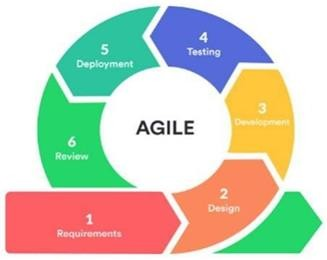 AGILE
1
Requirements
2
Design
3
Development
4
Testing
5
Deployment
6
Review